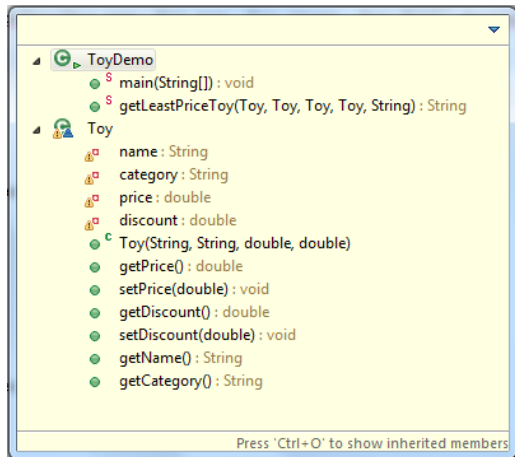 ToyDemo
S main(String[]) : void
S getLeastPriceToy(Toy, Toy, Toy, Toy, String) : String
Toy
name : String
category : String
price : double
discount : double
C Toy(String, String, double, double)
getPrice() : double
setPrice(double) : void
getDiscount() : double
setDiscount(double) : void
getName() : String
getCategory() : String
Press 'Ctrl+O' to show inherited members